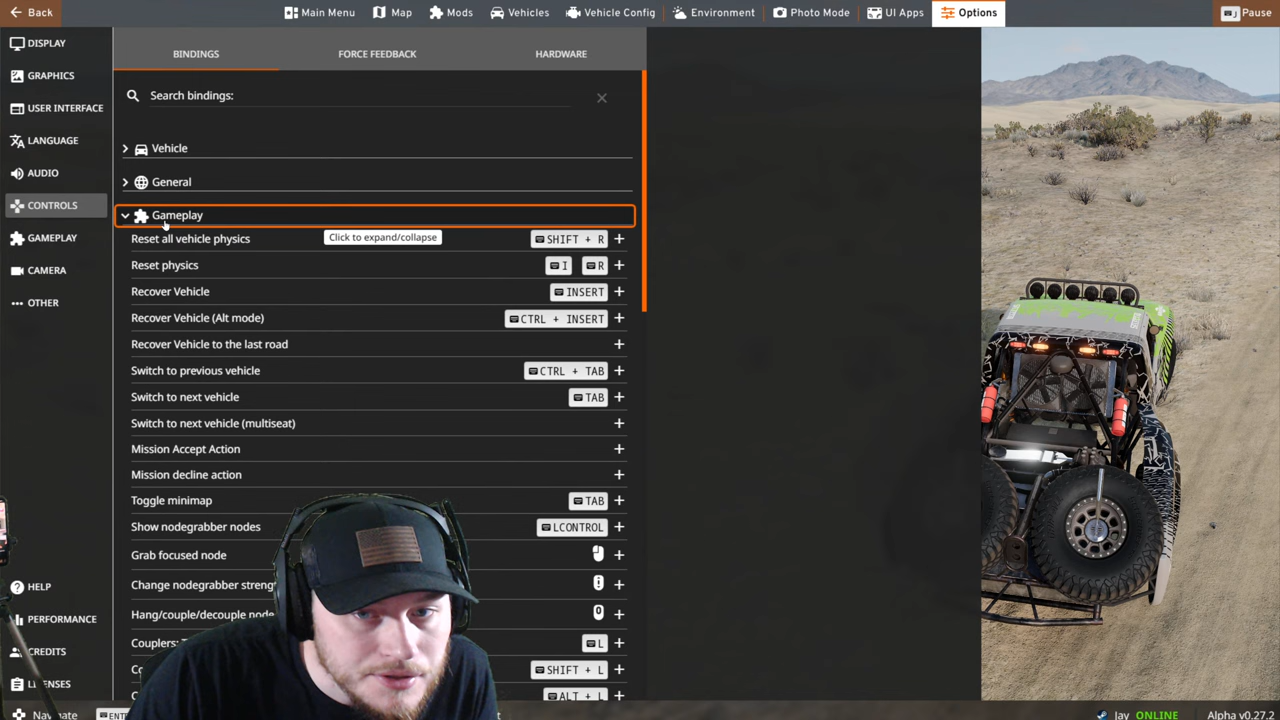 Back
Main Menu
Map
Mods
Vehicles
Vehicle Config
Environment
Photo Mode
UI Apps
Options
J Pause
DISPLAY
GRAPHICS
USER INTERFACE
LANGUAGE
AUDIO
CONTROLS
GAMEPLAY
CAMERA
OTHER
HELP
PERFORMANCE
CREDITS
BINDINGS
FORCE FEEDBACK
HARDWARE
Search bindings:
Vehicle
General
Gameplay
Click to expand/collapse
Reset all vehicle physics SHIFT + R
Reset physics I R
Recover Vehicle INSERT
Recover Vehicle (Alt mode) CTRL + INSERT
Recover Vehicle to the last road
Switch to previous vehicle CTRL + TAB
Switch to next vehicle TAB
Switch to next vehicle (multiseat)
Mission Accept Action
Mission decline action
Toggle minimap TAB
Show nodegrabber nodes LCONTROL
Grab focused node
Change nodegrabber streng
Hang/couple/decouple node
Couplers: L
SHIFT + L
ALT + L
Navigate
Jay ONLINE
Alpha v0.27.2